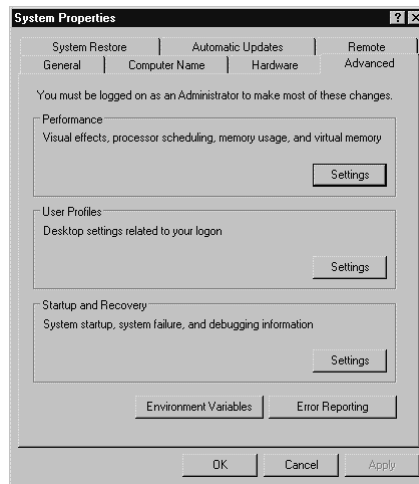 System Properties
System Restore Automatic Updates Remote
General Computer Name Hardware Advanced
You must be logged on as an Administrator to make most of these changes.
Performance
Visual effects, processor scheduling, memory usage, and virtual memory
Settings
User Profiles
Desktop settings related to your logon
Settings
Startup and Recovery
System startup, system failure, and debugging information
Settings
Environment Variables Error Reporting
OK Cancel Apply